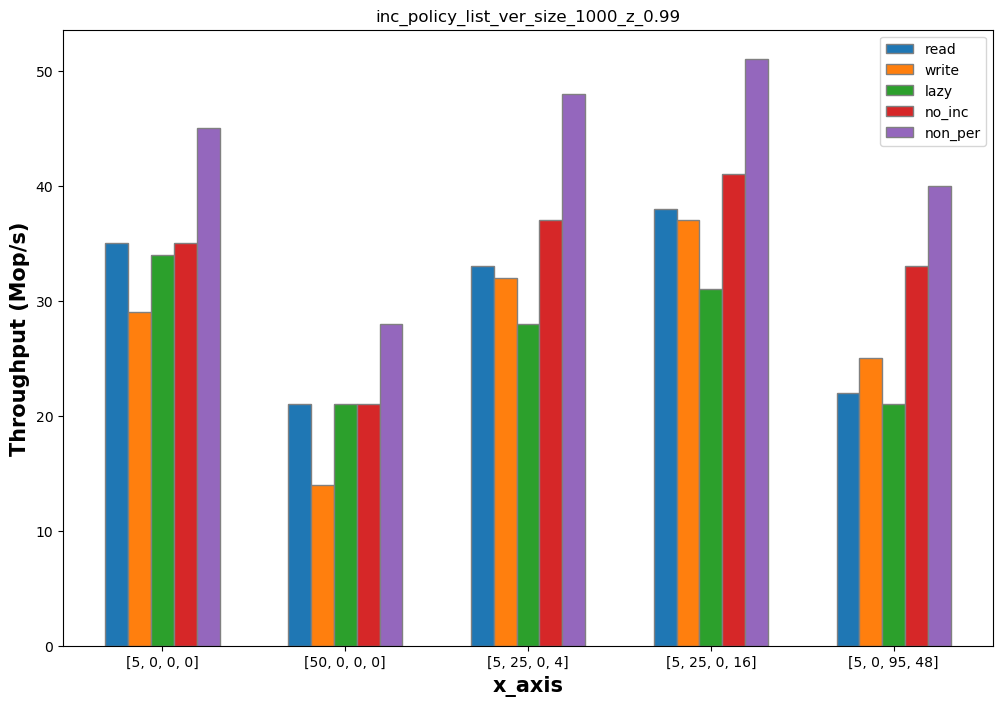 inc_policy_list_ver_size_1000_z_0.99
read
write
lazy
no_inc
non_per
Throughput (Mop/s)
50
40
30
20
10
0
[5, 0, 0, 0]
[50, 0, 0, 0]
[5, 25, 0, 4]
[5, 25, 0, 16]
[5, 0, 95, 48]
x_axis